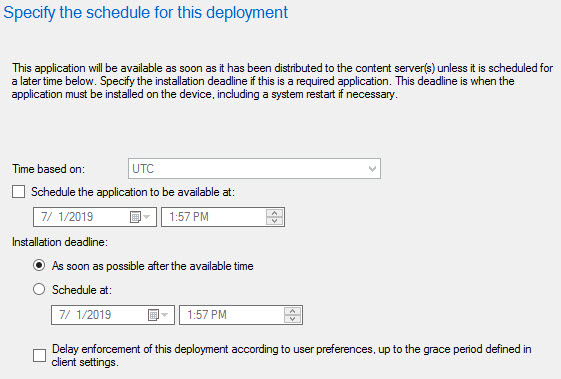 Specify the schedule for this deployment
This application will be available as soon as it has been distributed to the content server(s) unless it is scheduled for
a later time below. Specify the installation deadline if this is a required application. This deadline is when the
application must be installed on the device, including a system restart if necessary.
Time based on: UTC
Schedule the application to be available at:
7/ 1/2019 1:57 PM
Installation deadline:
As soon as possible after the available time
Schedule at:
7/ 1/2019 1:57 PM
Delay enforcement of this deployment according to user preferences, up to the grace period defined in
client settings.